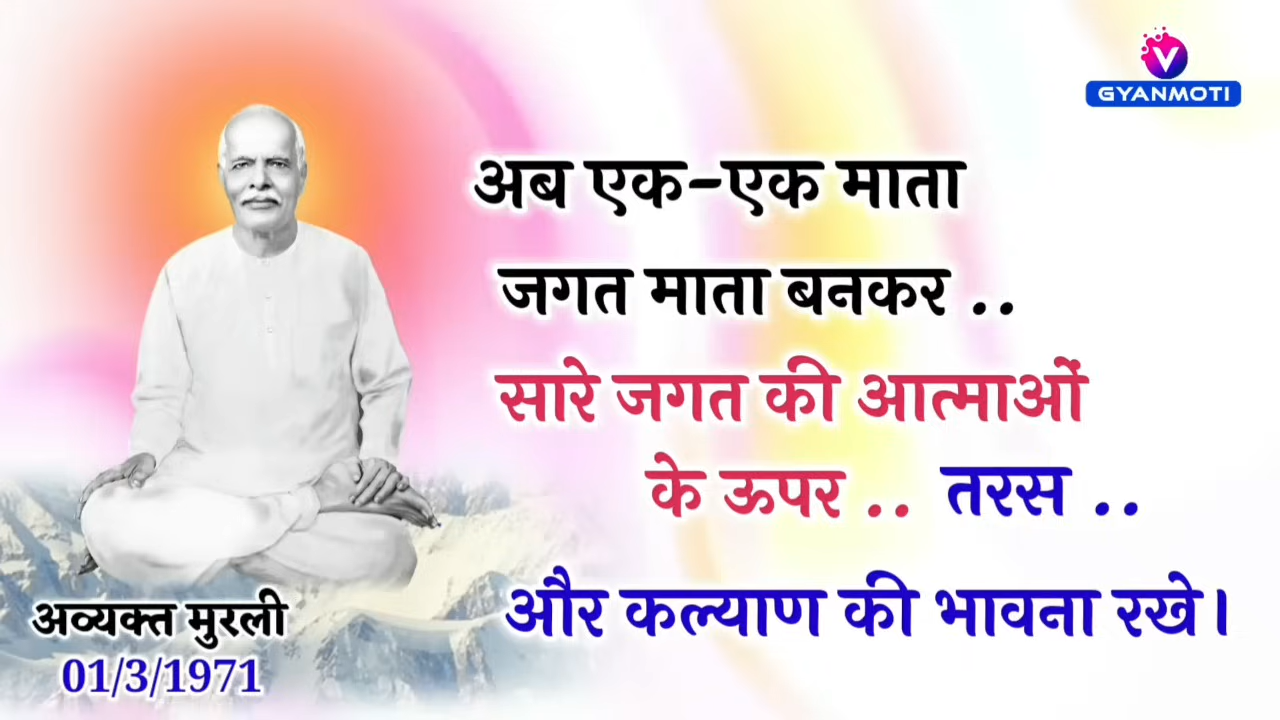 V
GYANMOTI
अब एक-एक माता
जगत माता बनकर ..
सारे जगत की आत्माओं
के ऊपर .. तरस ..
और कल्याण की भावना रखे।
अव्यक्त मुरली
01/3/1971